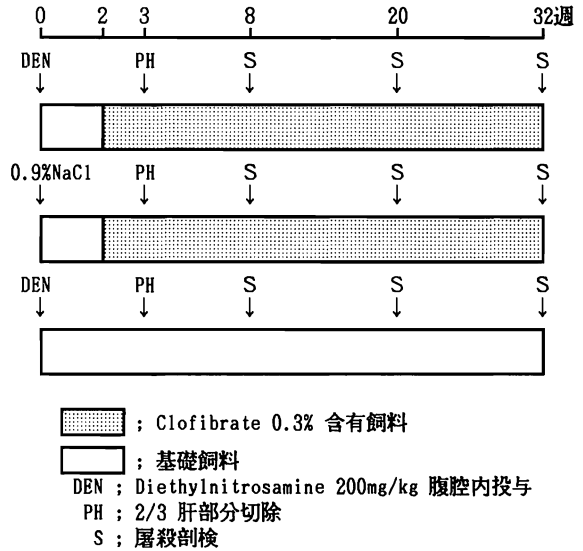 0 2 3 8 20 32週
DEN PH S S S
↓ ↓ ↓ ↓ ↓
0.9%NaCl PH S S S
↓ ↓ ↓ ↓ ↓
DEN PH S S S
↓ ↓ ↓ ↓ ↓
; Clofibrate 0.3% 含有飼料
; 基礎飼料
DEN ; Diethylnitrosamine 200mg/kg 腹腔内投与
PH ; 2/3 肝部分切除
S ; 屠殺剖検